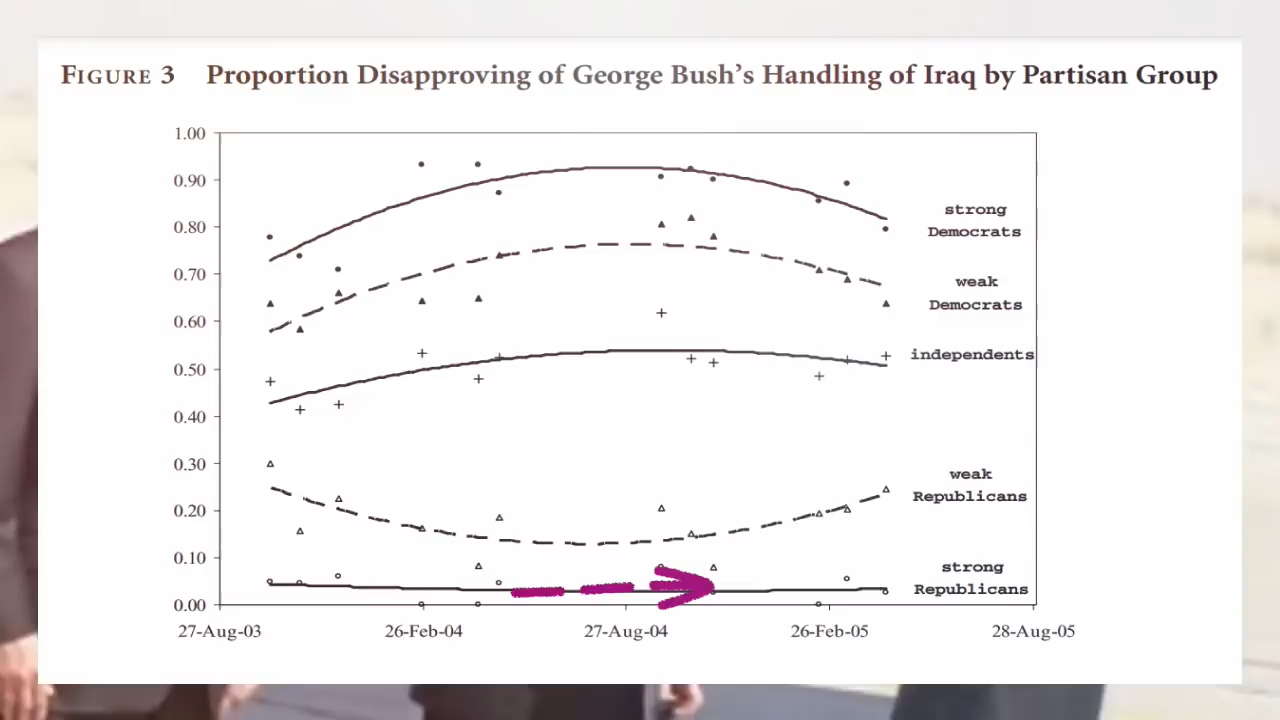 FIGURE 3 Proportion Disapproving of George Bush's Handling of Iraq by Partisan Group
1.00
0.90
0.80
0.70
0.60
0.50
0.40
0.30
0.20
0.10
0.00
strong
Democrats
weak
Democrats
independents
weak
Republicans
strong
Republicans
27-Aug-03
26-Feb-04
27-Aug-04
26-Feb-05
28-Aug-05